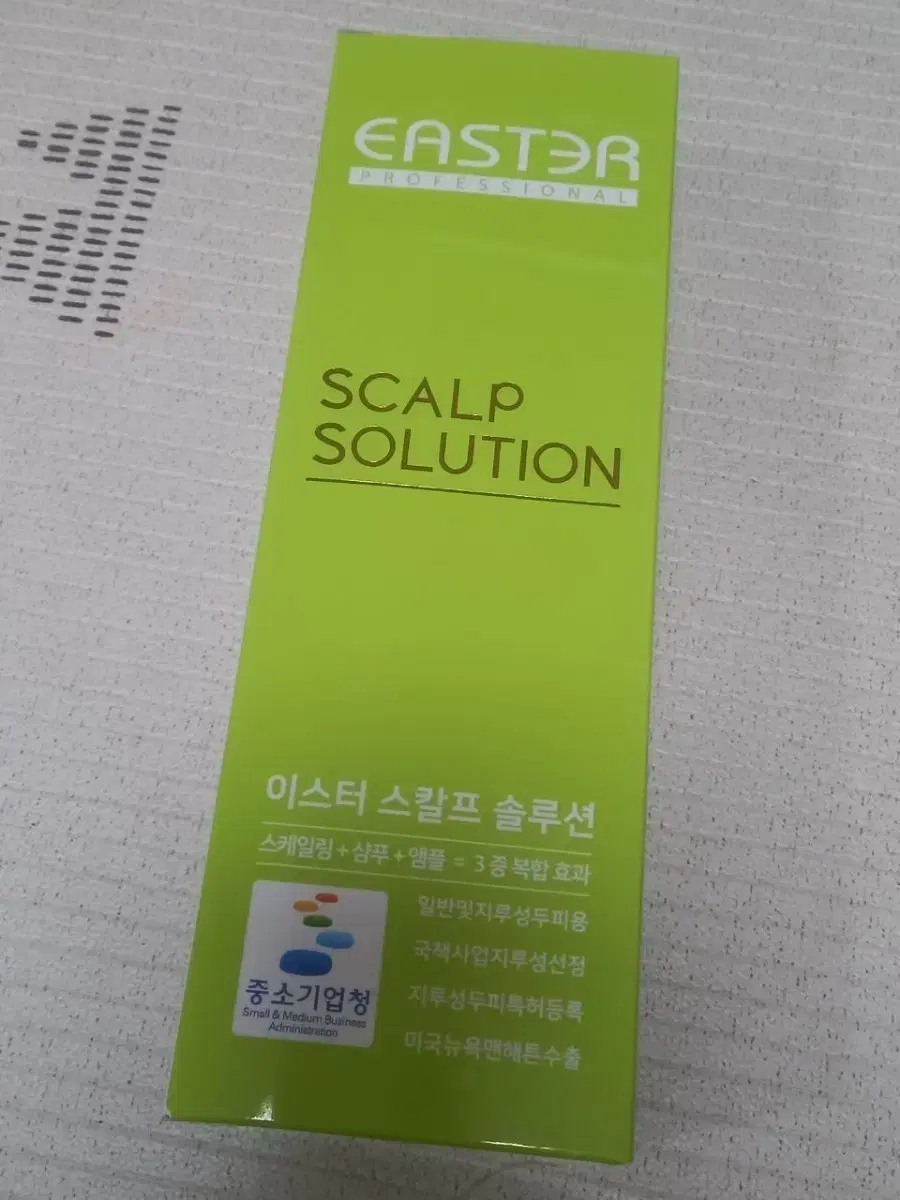 EASTER
PROFESSIONAL
SCALP
SOLUTION
이스터 스칼프 솔루션
스케일링 + 샴푸 + 앰플 = 3 중 복합 효과
일반및지루성두피용
국책사업지루성선정
지루성두피특허등록
미국뉴욕맨해튼수출
중소기업청
Small & Medium Business
Administration